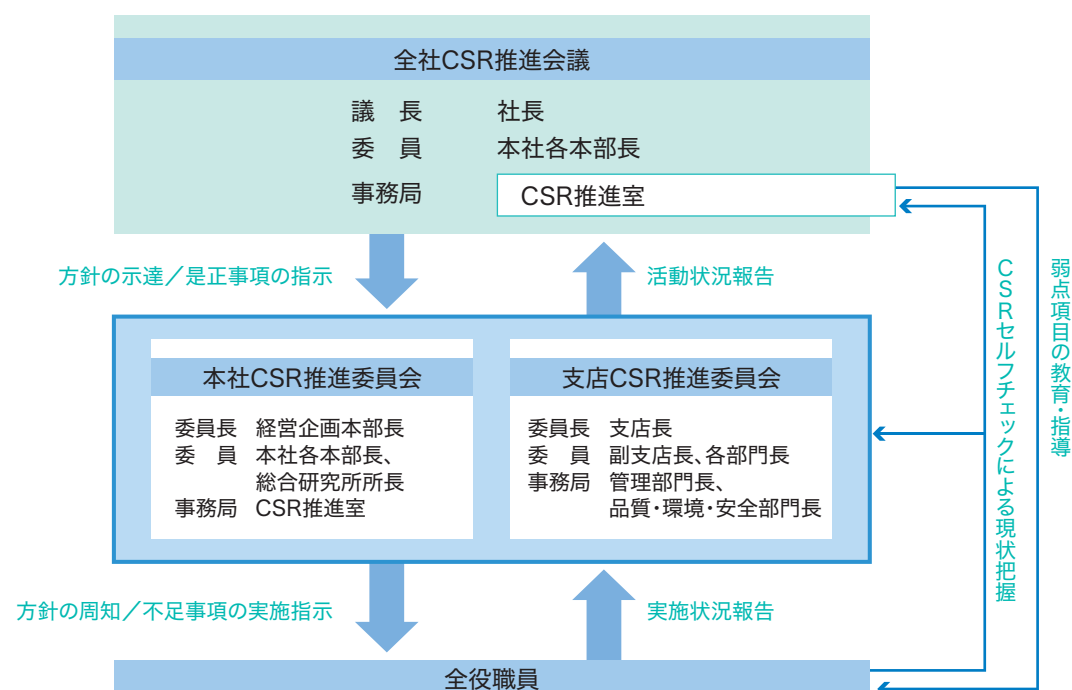 全社CSR推進会議
議　長　社長
委　員　本社各本部長
事務局　CSR推進室
方針の示達／是正事項の指示
活動状況報告
本社CSR推進委員会
委員長　経営企画本部長
委　員　本社各本部長、
総合研究所所長
事務局　CSR推進室
支店CSR推進委員会
委員長　支店長
委　員　副支店長、各部門長
事務局　管理部門長、
品質・環境・安全部門長
方針の周知／不足事項の実施指示
実施状況報告
全役職員
弱点項目の教育・指導
CSRセルフチェックによる現状把握